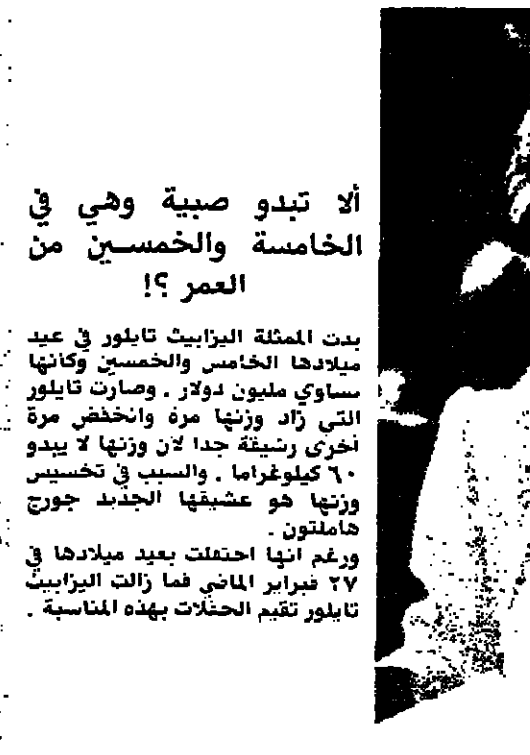 ألا تبدو صبية وهي في
الخامسة والخمسـين من
العمر ؟!
بدت الممثلة اليزابيث تايلور في عيد
ميلادها الخامس والخمسين وكانها
تساوي مليون دولار . وصارت تايلور
التي زاد وزنها مرة وانخفض مرة
اخرى رشيقة جدا لان وزنها لا يبدو
٦٠ كيلوغراما . والسبب في تخسيس
وزنها هو عشيقها الجديد جورج
هاملتون .
ورغم انها احتفلت بعيد ميلادها في
٢٧ فبراير الماضي فما زالت اليزابيث
تايلور تقيم الحفلات بهذه المناسبة .